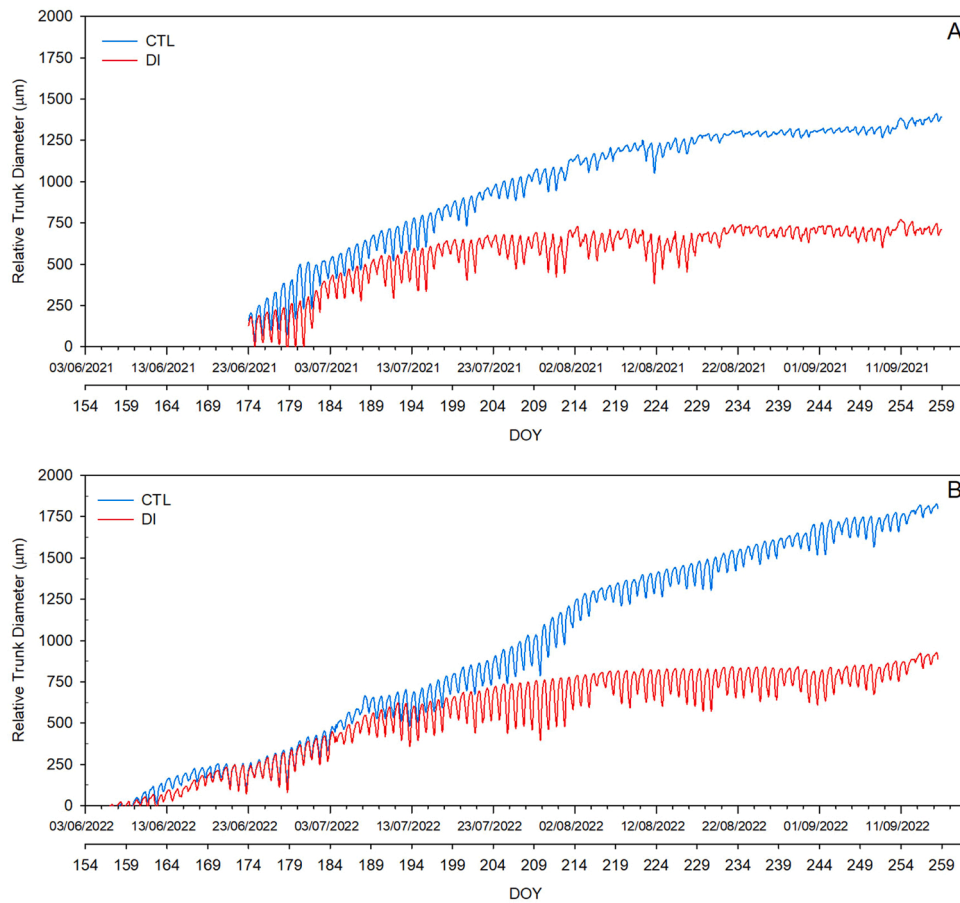 A
2000
CTL
DI
1750
1500
1250
1000
750
500
250
0
Relative Trunk Diameter (μm)
03/06/2021 13/06/2021 23/06/2021 03/07/2021 13/07/2021 23/07/2021 02/08/2021 12/08/2021 22/08/2021 01/09/2021 11/09/2021
154 159 164 169 174 179 184 189 194 199 204 209 214 219 224 229 234 239 244 249 254 259
DOY
B
2000
CTL
DI
1750
1500
1250
1000
750
500
250
0
Relative Trunk Diameter (μm)
03/06/2022 13/06/2022 23/06/2022 03/07/2022 13/07/2022 23/07/2022 02/08/2022 12/08/2022 22/08/2022 01/09/2022 11/09/2022
154 159 164 169 174 179 184 189 194 199 204 209 214 219 224 229 234 239 244 249 254 259
DOY